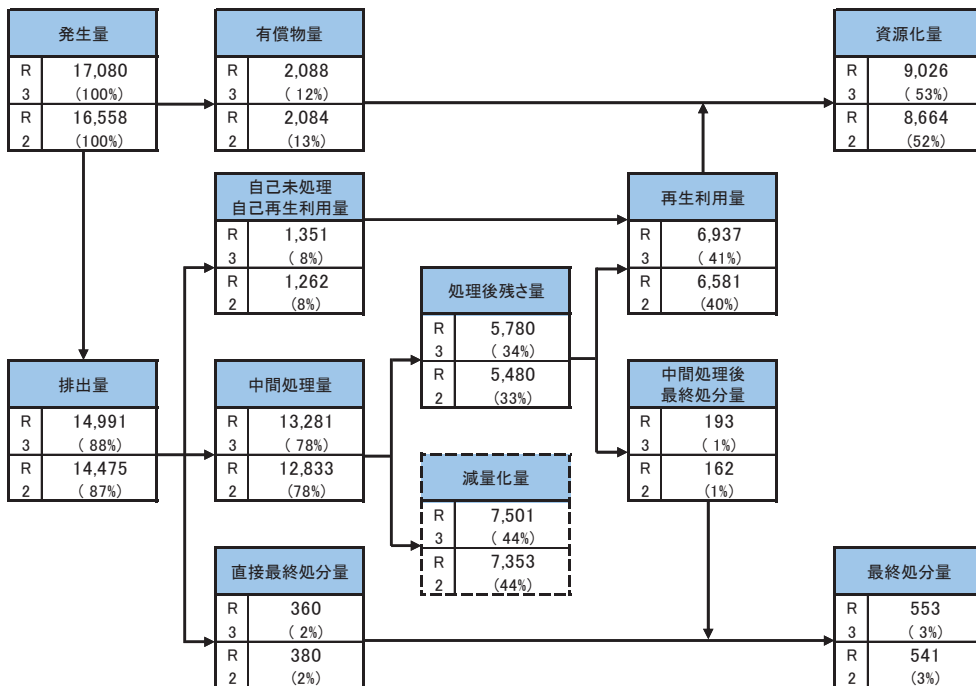 発生量
R 17,080
3 (100%)
R 16,558
2 (100%)
有償物量
R 2,088
3 ( 12%)
R 2,084
2 (13%)
資源化量
R 9,026
3 ( 53%)
R 8,664
2 (52%)
自己未処理
自己再生利用量
R 1,351
3 ( 8%)
R 1,262
2 (8%)
再生利用量
R 6,937
3 ( 41%)
R 6,581
2 (40%)
処理後残さ量
R 5,780
3 ( 34%)
R 5,480
2 (33%)
排出量
R 14,991
3 ( 88%)
R 14,475
2 ( 87%)
中間処理量
R 13,281
3 ( 78%)
R 12,833
2 (78%)
中間処理後
最終処分量
R 193
3 ( 1%)
R 162
2 (1%)
減量化量
R 7,501
3 ( 44%)
R 7,353
2 (44%)
直接最終処分量
R 360
3 ( 2%)
R 380
2 (2%)
最終処分量
R 553
3 ( 3%)
R 541
2 (3%)